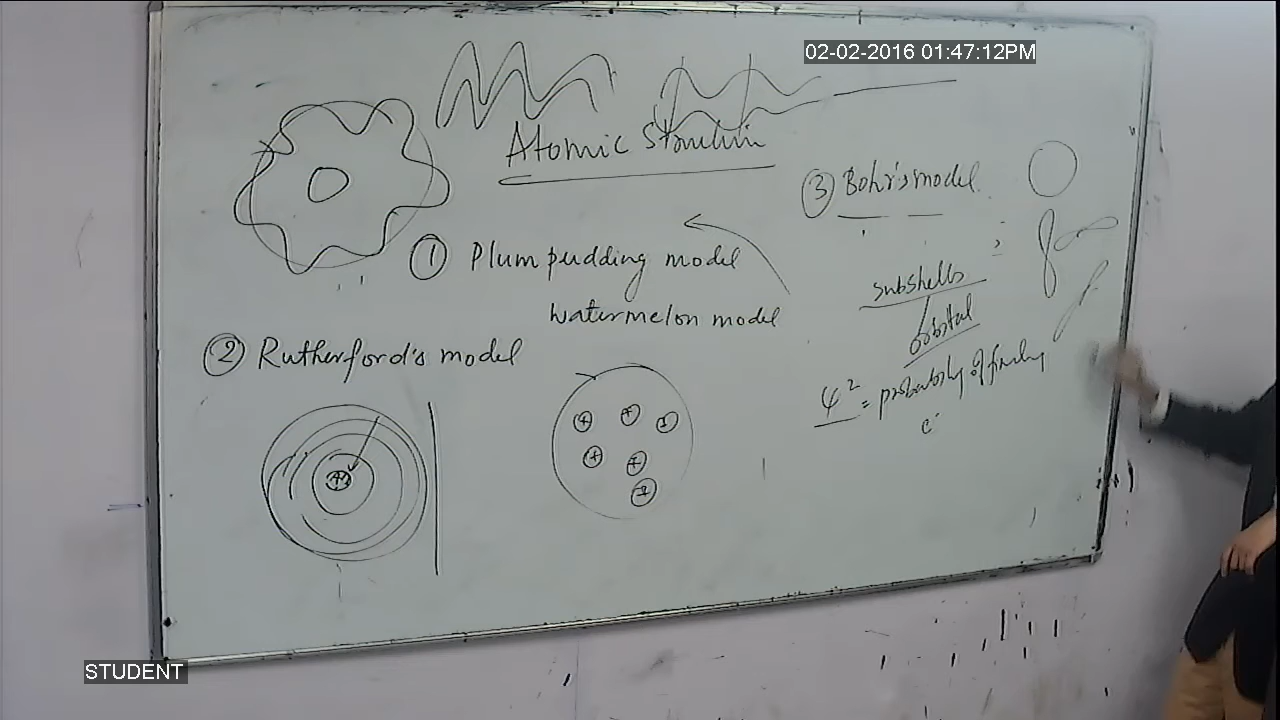 02-02-2016 01:47:12PM
Atomic Structure
① Plum pudding model
watermelon model
② Rutherford's model
+ + +
+ +
+
③ Bohr's model
subshells
orbital
ψ² = probability of finding
e⁻
STUDENT